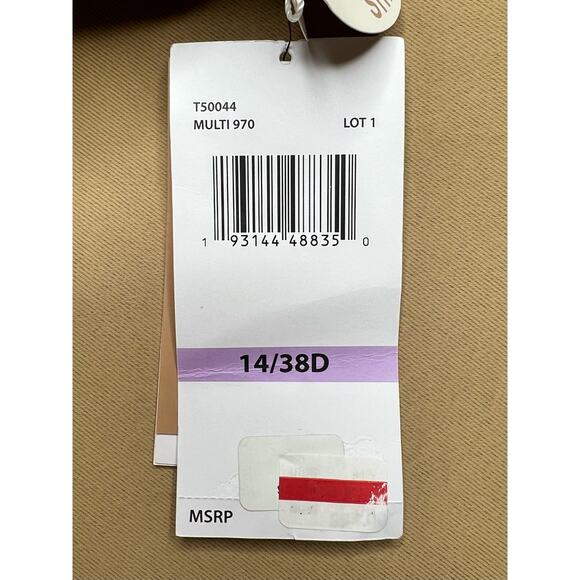 T50044
MULTI 970 LOT 1
1 93144 48835 0
14/38D
MSRP